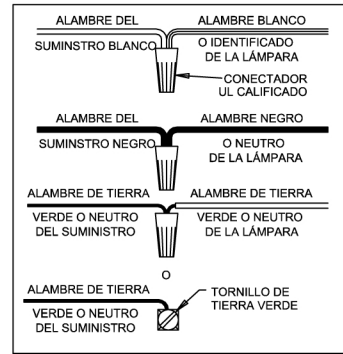 ALAMBRE DEL
SUMINSTRO BLANCO
ALAMBRE BLANCO
O IDENTIFICADO
DE LA LÁMPARA
CONECTADOR
UL CALIFICADO
ALAMBRE DEL
SUMINSTRO NEGRO
ALAMBRE NEGRO
O NEUTRO
DE LA LÁMPARA
ALAMBRE DE TIERRA
VERDE O NEUTRO
DEL SUMINISTRO
ALAMBRE DE TIERRA
VERDE O NEUTRO
DE LA LÁMPARA
O
ALAMBRE DE TIERRA
VERDE O NEUTRO
DEL SUMINISTRO
TORNILLO DE
TIERRA VERDE